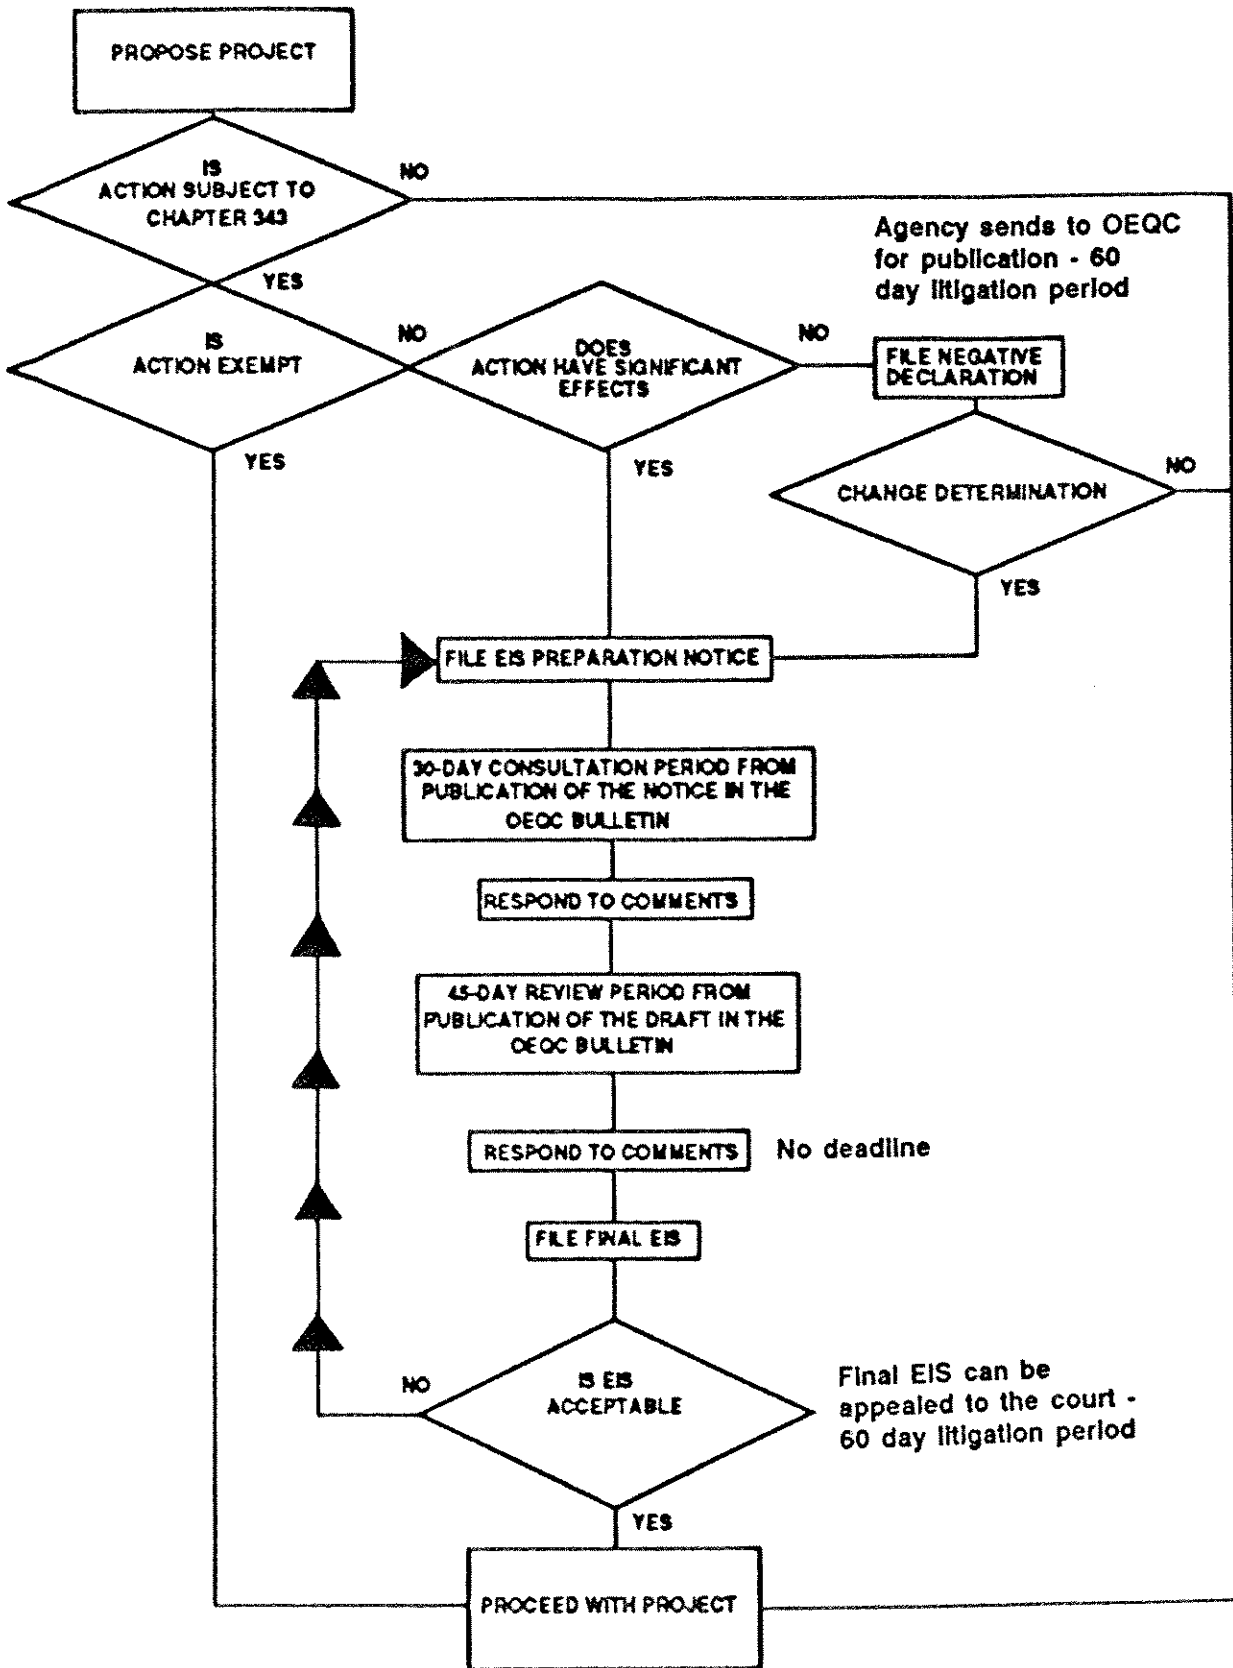 PROPOSE PROJECT
IS
ACTION SUBJECT TO
CHAPTER 343
NO
YES
Agency sends to OEQC
for publication - 60
day litigation period
IS
ACTION EXEMPT
NO
YES
DOES
ACTION HAVE SIGNIFICANT
EFFECTS
NO
YES
FILE NEGATIVE
DECLARATION
CHANGE DETERMINATION
NO
YES
FILE EIS PREPARATION NOTICE
30-DAY CONSULTATION PERIOD FROM
PUBLICATION OF THE NOTICE IN THE
OEQC BULLETIN
RESPOND TO COMMENTS
45-DAY REVIEW PERIOD FROM
PUBLICATION OF THE DRAFT IN THE
OEQC BULLETIN
RESPOND TO COMMENTS
No deadline
FILE FINAL EIS
IS EIS
ACCEPTABLE
NO
YES
Final EIS can be
appealed to the court -
60 day litigation period
PROCEED WITH PROJECT